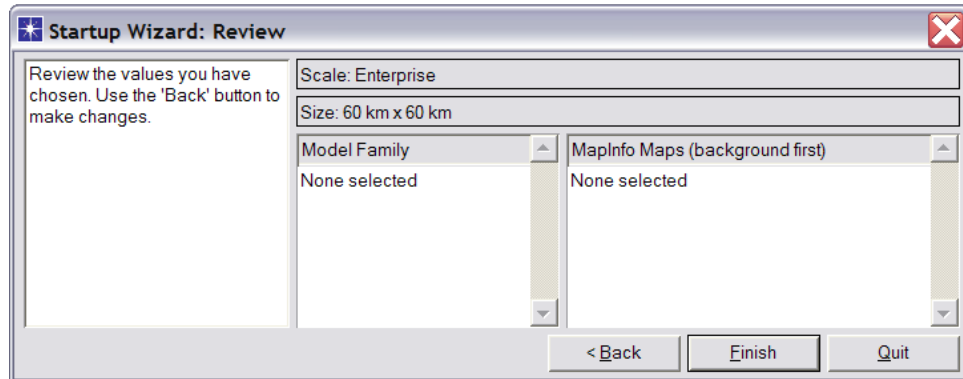 Startup Wizard: Review
Review the values you have
chosen. Use the 'Back' button to
make changes.
Scale: Enterprise
Size: 60 km x 60 km
Model Family
None selected
MapInfo Maps (background first)
None selected
< Back
Finish
Quit